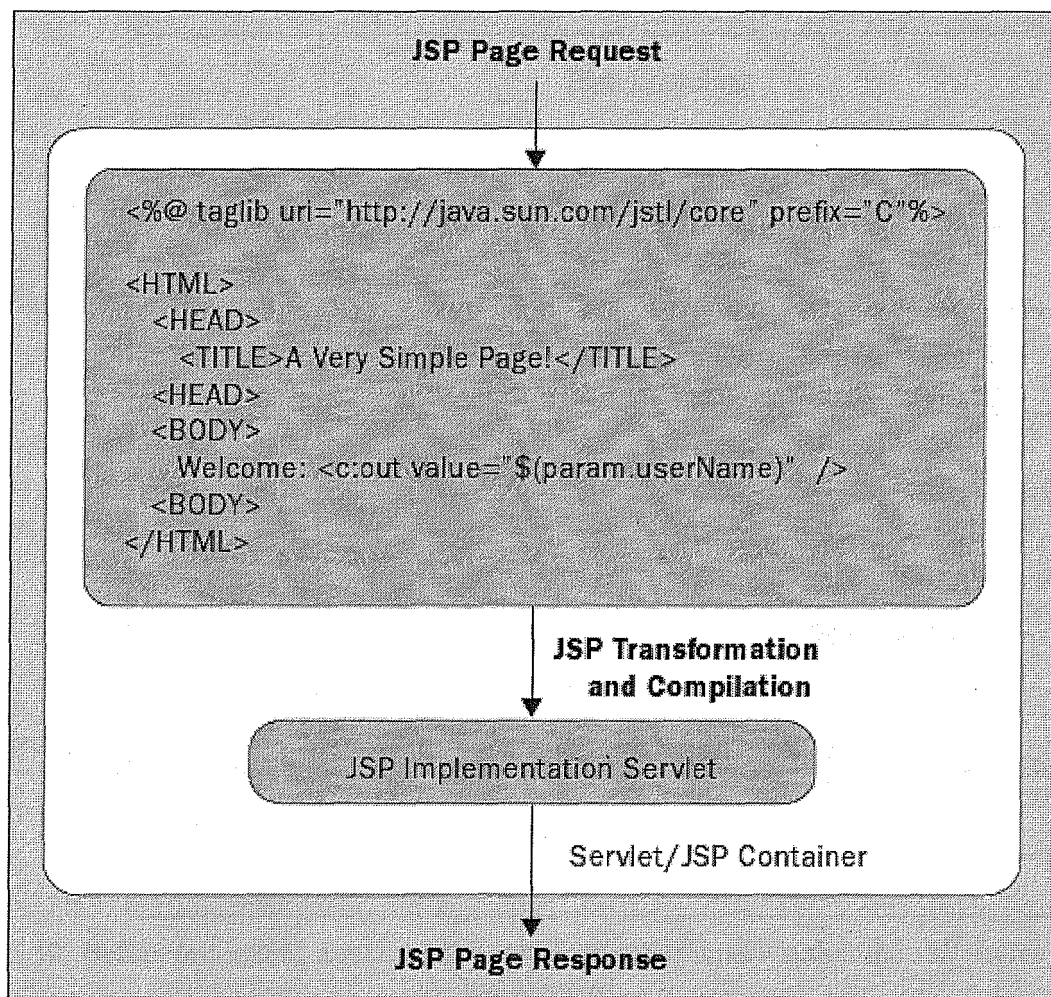 JSP Page Request
<%@ taglib uri="http://java.sun.com/jstl/core" prefix="C"%>
<HTML>
<HEAD>
<TITLE>A Very Simple Page!</TITLE>
<HEAD>
<BODY>
Welcome: <c:out value="$(param.userName)" />
<BODY>
</HTML>
JSP Transformation
and Compilation
JSP Implementation Servlet
Servlet/JSP Container
JSP Page Response